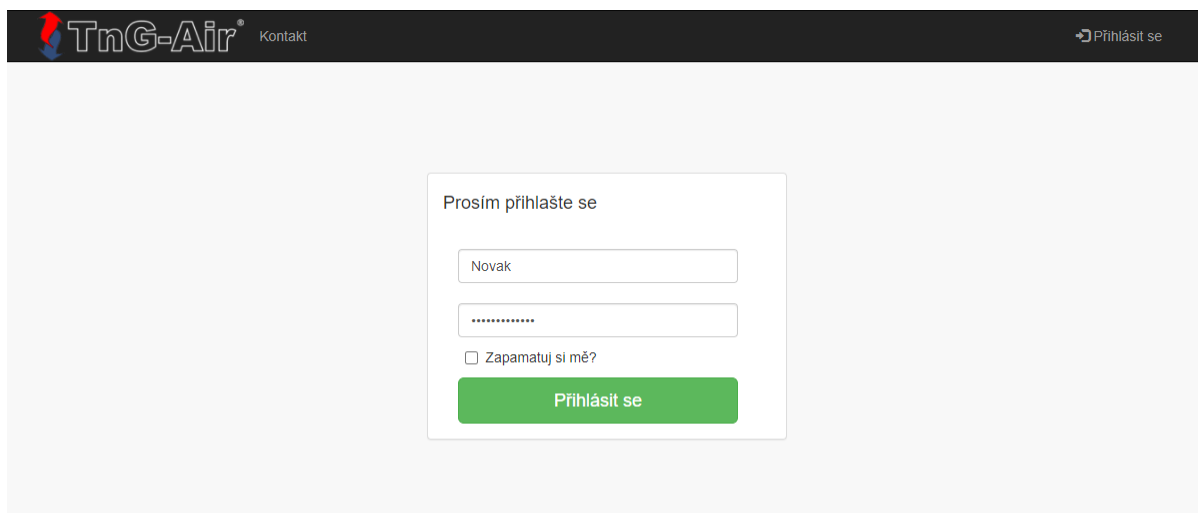 TnG-Air® Kontakt Přihlásit se
Prosím přihlašte se
Novak
•••••••••••••
Zapamatuj si mě?
Přihlásit se